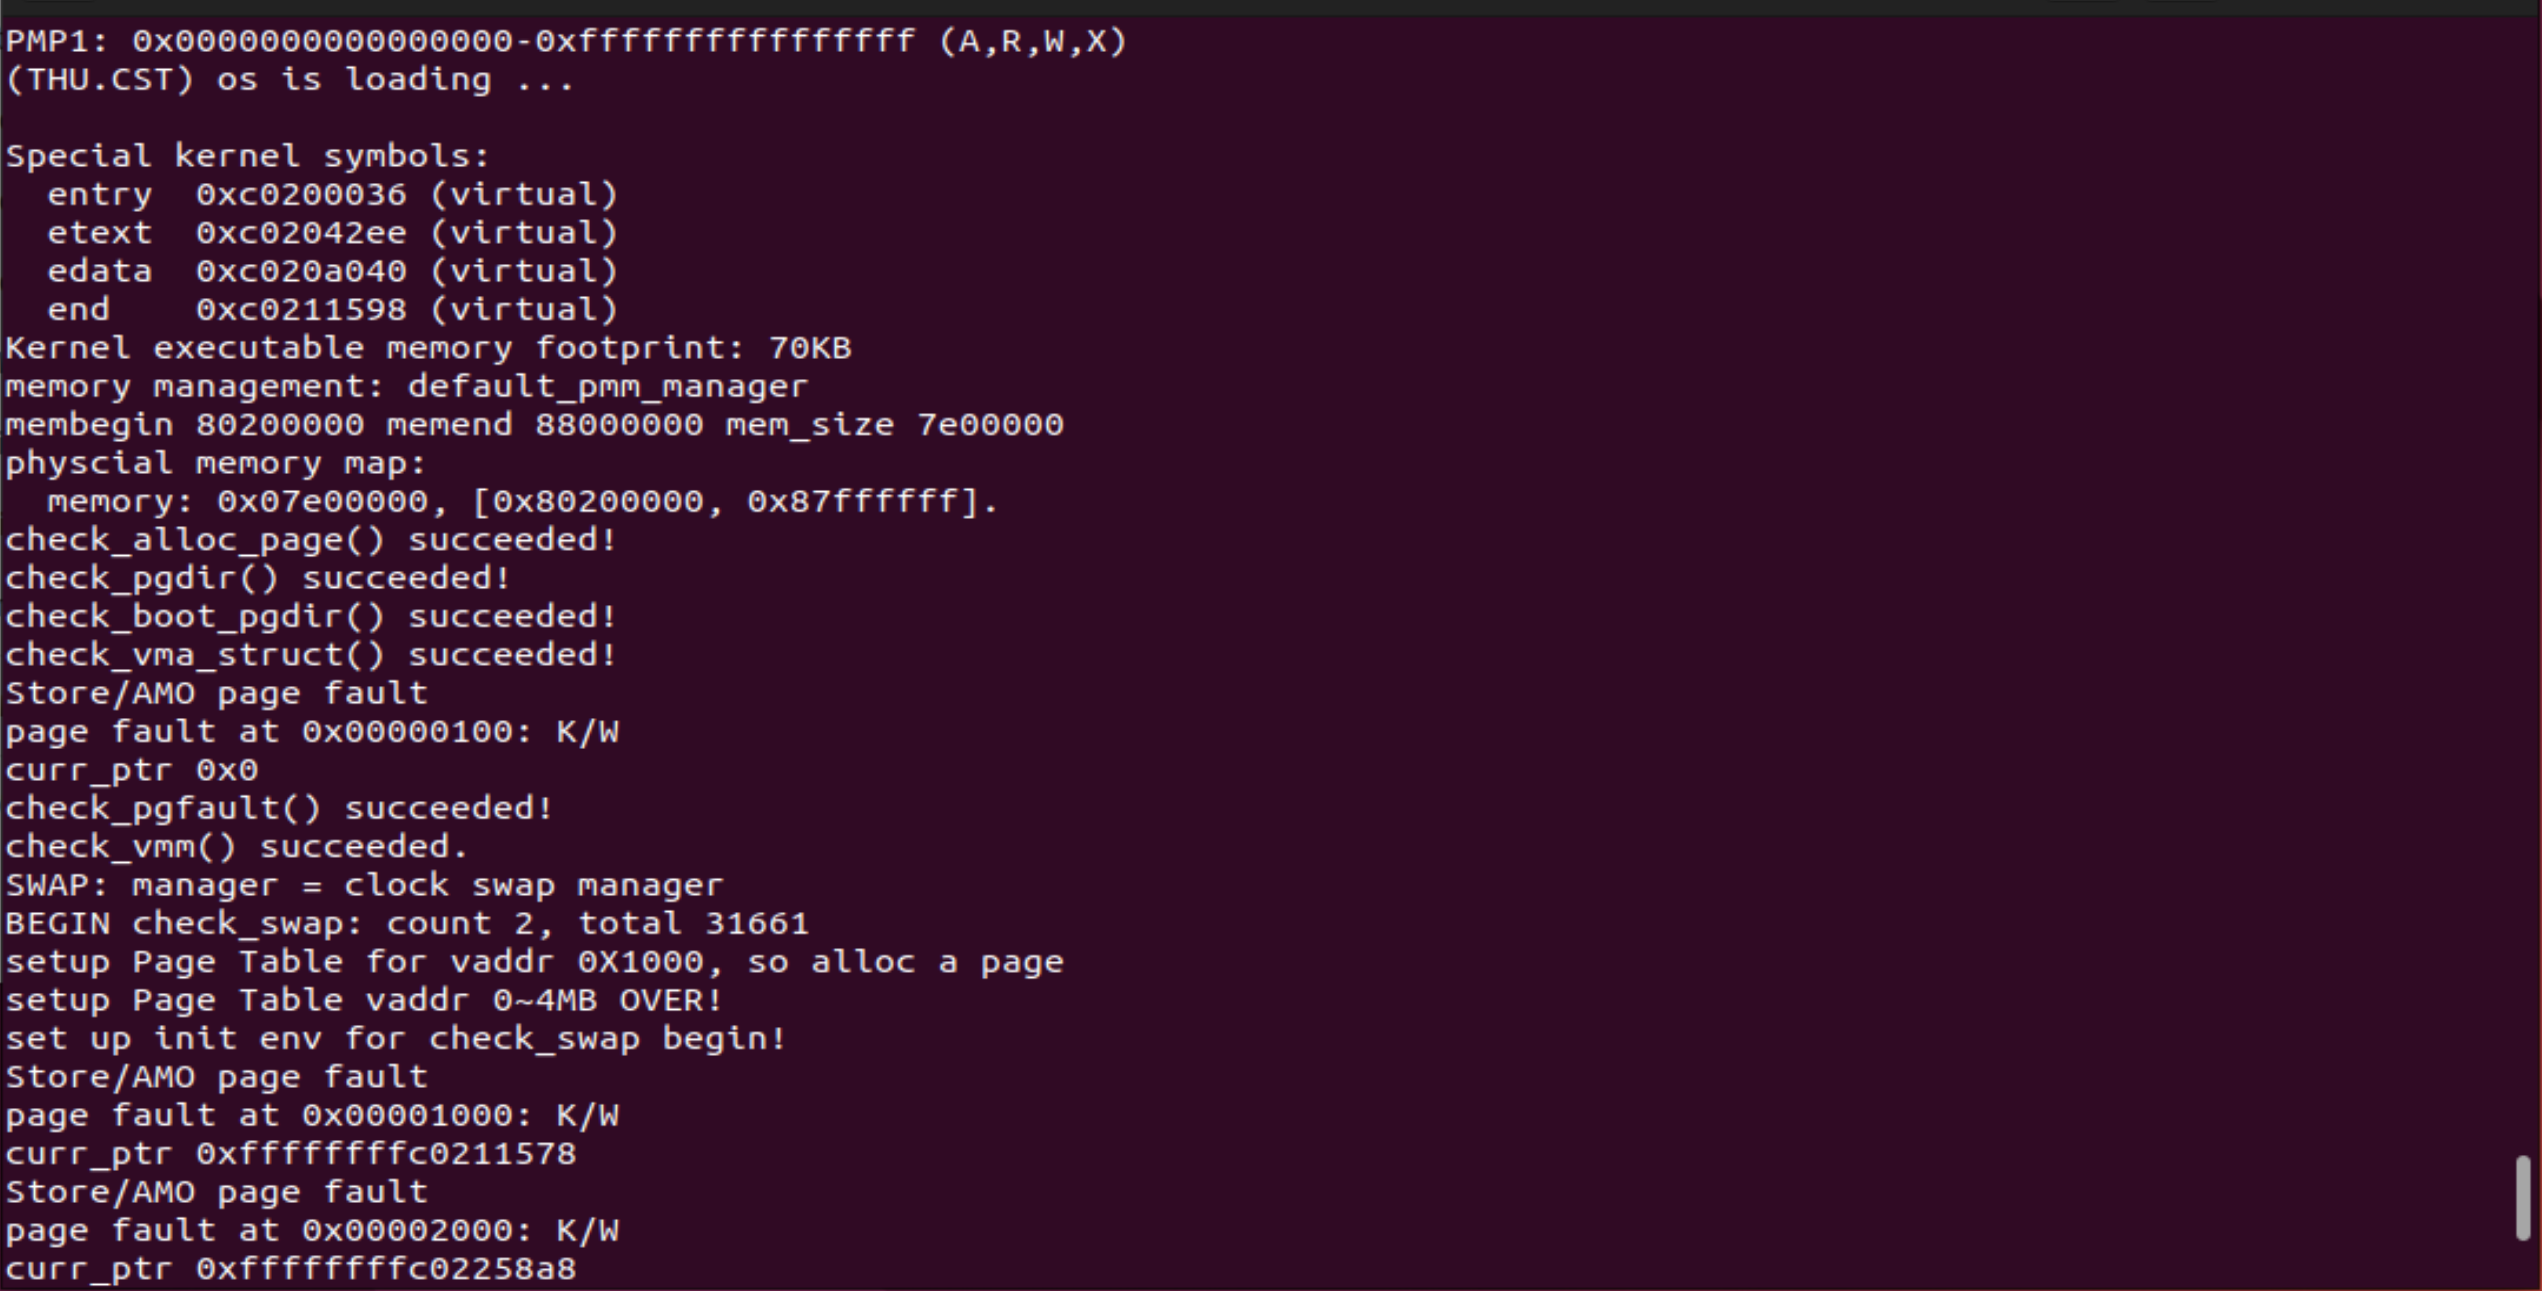 PMP1: 0x0000000000000000-0xffffffffffffffff (A,R,W,X)
(THU.CST) os is loading ...

Special kernel symbols:
  entry  0xc0200036 (virtual)
  etext  0xc02042ee (virtual)
  edata  0xc020a040 (virtual)
  end    0xc0211598 (virtual)
Kernel executable memory footprint: 70KB
memory management: default_pmm_manager
membegin 80200000 memend 88000000 mem_size 7e00000
physcial memory map:
  memory: 0x07e00000, [0x80200000, 0x87ffffff].
check_alloc_page() succeeded!
check_pgdir() succeeded!
check_boot_pgdir() succeeded!
check_vma_struct() succeeded!
Store/AMO page fault
page fault at 0x00000100: K/W
curr_ptr 0x0
check_pgfault() succeeded!
check_vmm() succeeded.
SWAP: manager = clock swap manager
BEGIN check_swap: count 2, total 31661
setup Page Table for vaddr 0X1000, so alloc a page
setup Page Table vaddr 0~4MB OVER!
set up init env for check_swap begin!
Store/AMO page fault
page fault at 0x00001000: K/W
curr_ptr 0xffffffffc0211578
Store/AMO page fault
page fault at 0x00002000: K/W
curr_ptr 0xffffffffc02258a8